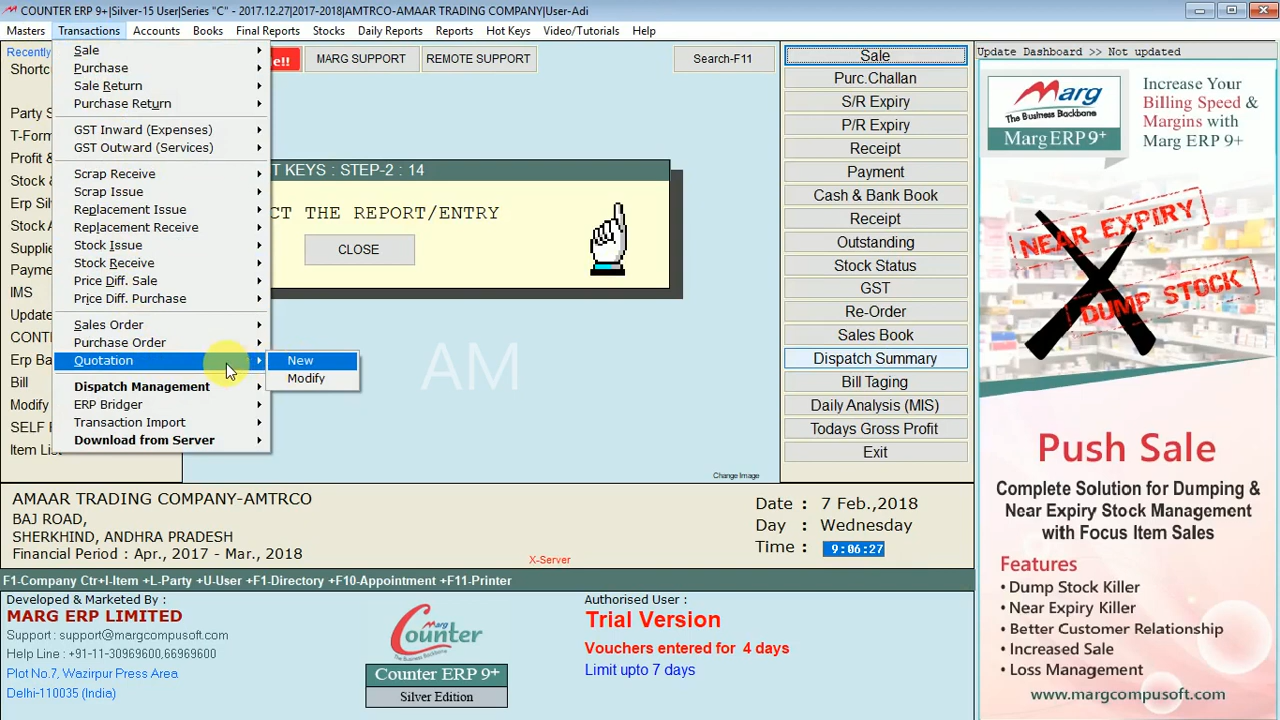 COUNTER ERP 9+|Silver-15 User|Series "C" - 2017.12.27|2017-2018|AMTRCO-AMAAR TRADING COMPANY|User-Adi
Masters Transactions Accounts Books Final Reports Stocks Daily Reports Reports Hot Keys Video/Tutorials Help
Recently
Shortc
Party S
T-Form
Profit &
Stock &
Erp Silv
Stock A
Supplie
Payme
IMS
Update
CONT
Erp Ba
Bill
Modify
SELF F
Item List
Sale
Purchase
Sale Return
Purchase Return
GST Inward (Expenses)
GST Outward (Services)
Scrap Receive
Scrap Issue
Replacement Issue
Replacement Receive
Stock Issue
Stock Receive
Price Diff. Sale
Price Diff. Purchase
Sales Order
Purchase Order
Quotation
Dispatch Management
ERP Bridger
Transaction Import
Download from Server
New
Modify
!!
MARG SUPPORT
REMOTE SUPPORT
Search-F11
T KEYS : STEP-2 : 14
CT THE REPORT/ENTRY
CLOSE
AM
Change Image
Sale
Purc.Challan
S/R Expiry
P/R Expiry
Receipt
Payment
Cash & Bank Book
Receipt
Outstanding
Stock Status
GST
Re-Order
Sales Book
Dispatch Summary
Bill Taging
Daily Analysis (MIS)
Todays Gross Profit
Exit
Update Dashboard >> Not updated
Marg
The Business Backbone
Marg ERP 9+
Increase Your
Billing Speed &
Margins with
Marg ERP 9+
NEAR EXPIRY
DUMP STOCK
Push Sale
Complete Solution for Dumping &
Near Expiry Stock Management
with Focus Item Sales
Features
• Dump Stock Killer
• Near Expiry Killer
• Better Customer Relationship
• Increased Sale
• Loss Management
www.margcompusoft.com
AMAAR TRADING COMPANY-AMTRCO
BAJ ROAD,
SHERKHIND, ANDHRA PRADESH
Financial Period : Apr., 2017 - Mar., 2018
X-Server
Date : 7 Feb.,2018
Day : Wednesday
Time : 9:06:27
F1-Company Ctr+I-Item +L-Party +U-User +F1-Directory +F10-Appointment +F11-Printer
Developed & Marketed By :
MARG ERP LIMITED
Support : support@margcompusoft.com
Help Line : +91-11-30969600,66969600
Plot No.7, Wazirpur Press Area
Delhi-110035 (India)
Marg
Counter
The Business Backbone
Counter ERP 9+
Silver Edition
Authorised User :
Trial Version
Vouchers entered for 4 days
Limit upto 7 days